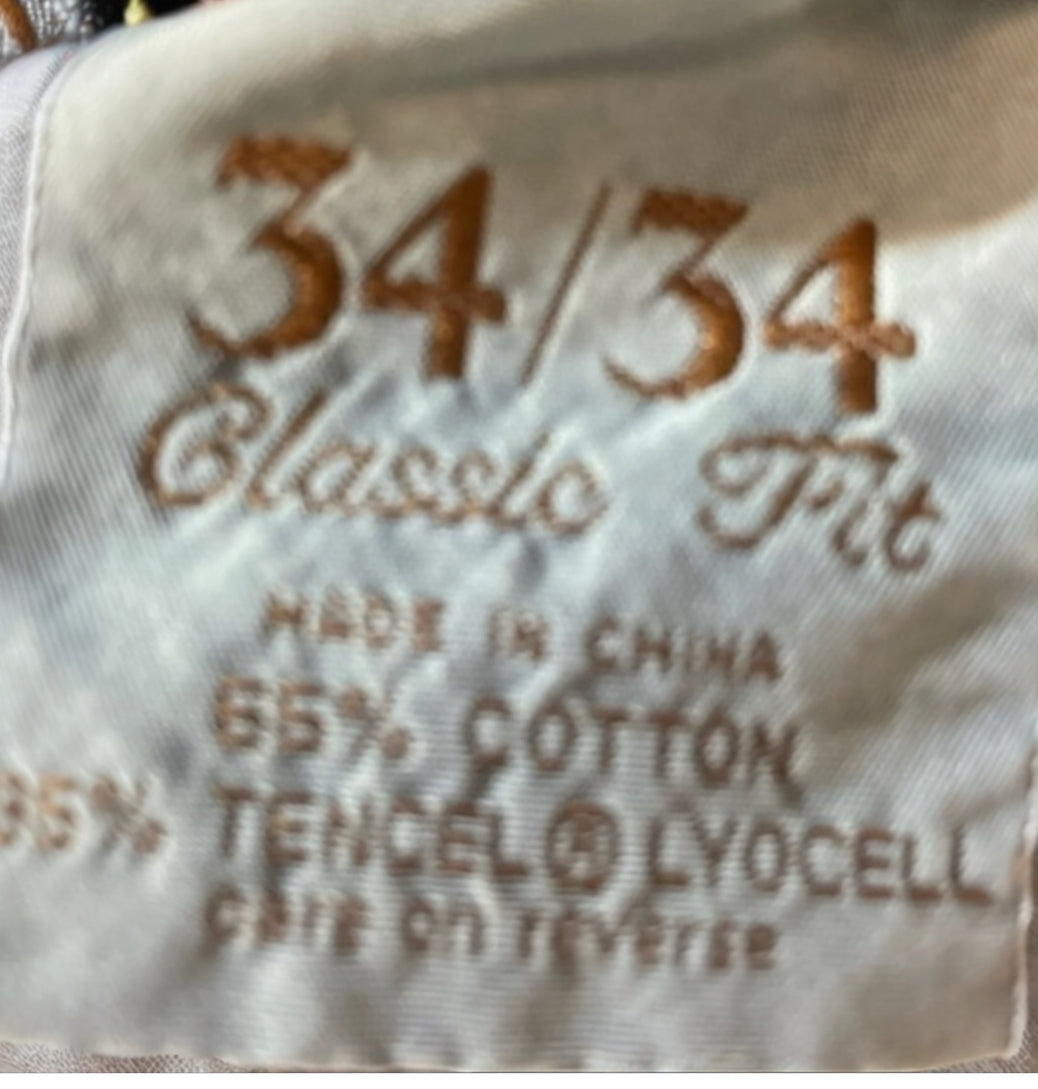 34/34
Classic Fit
MADE IN CHINA
65% COTTON
35% TENCEL® LYOCELL
care on reverse